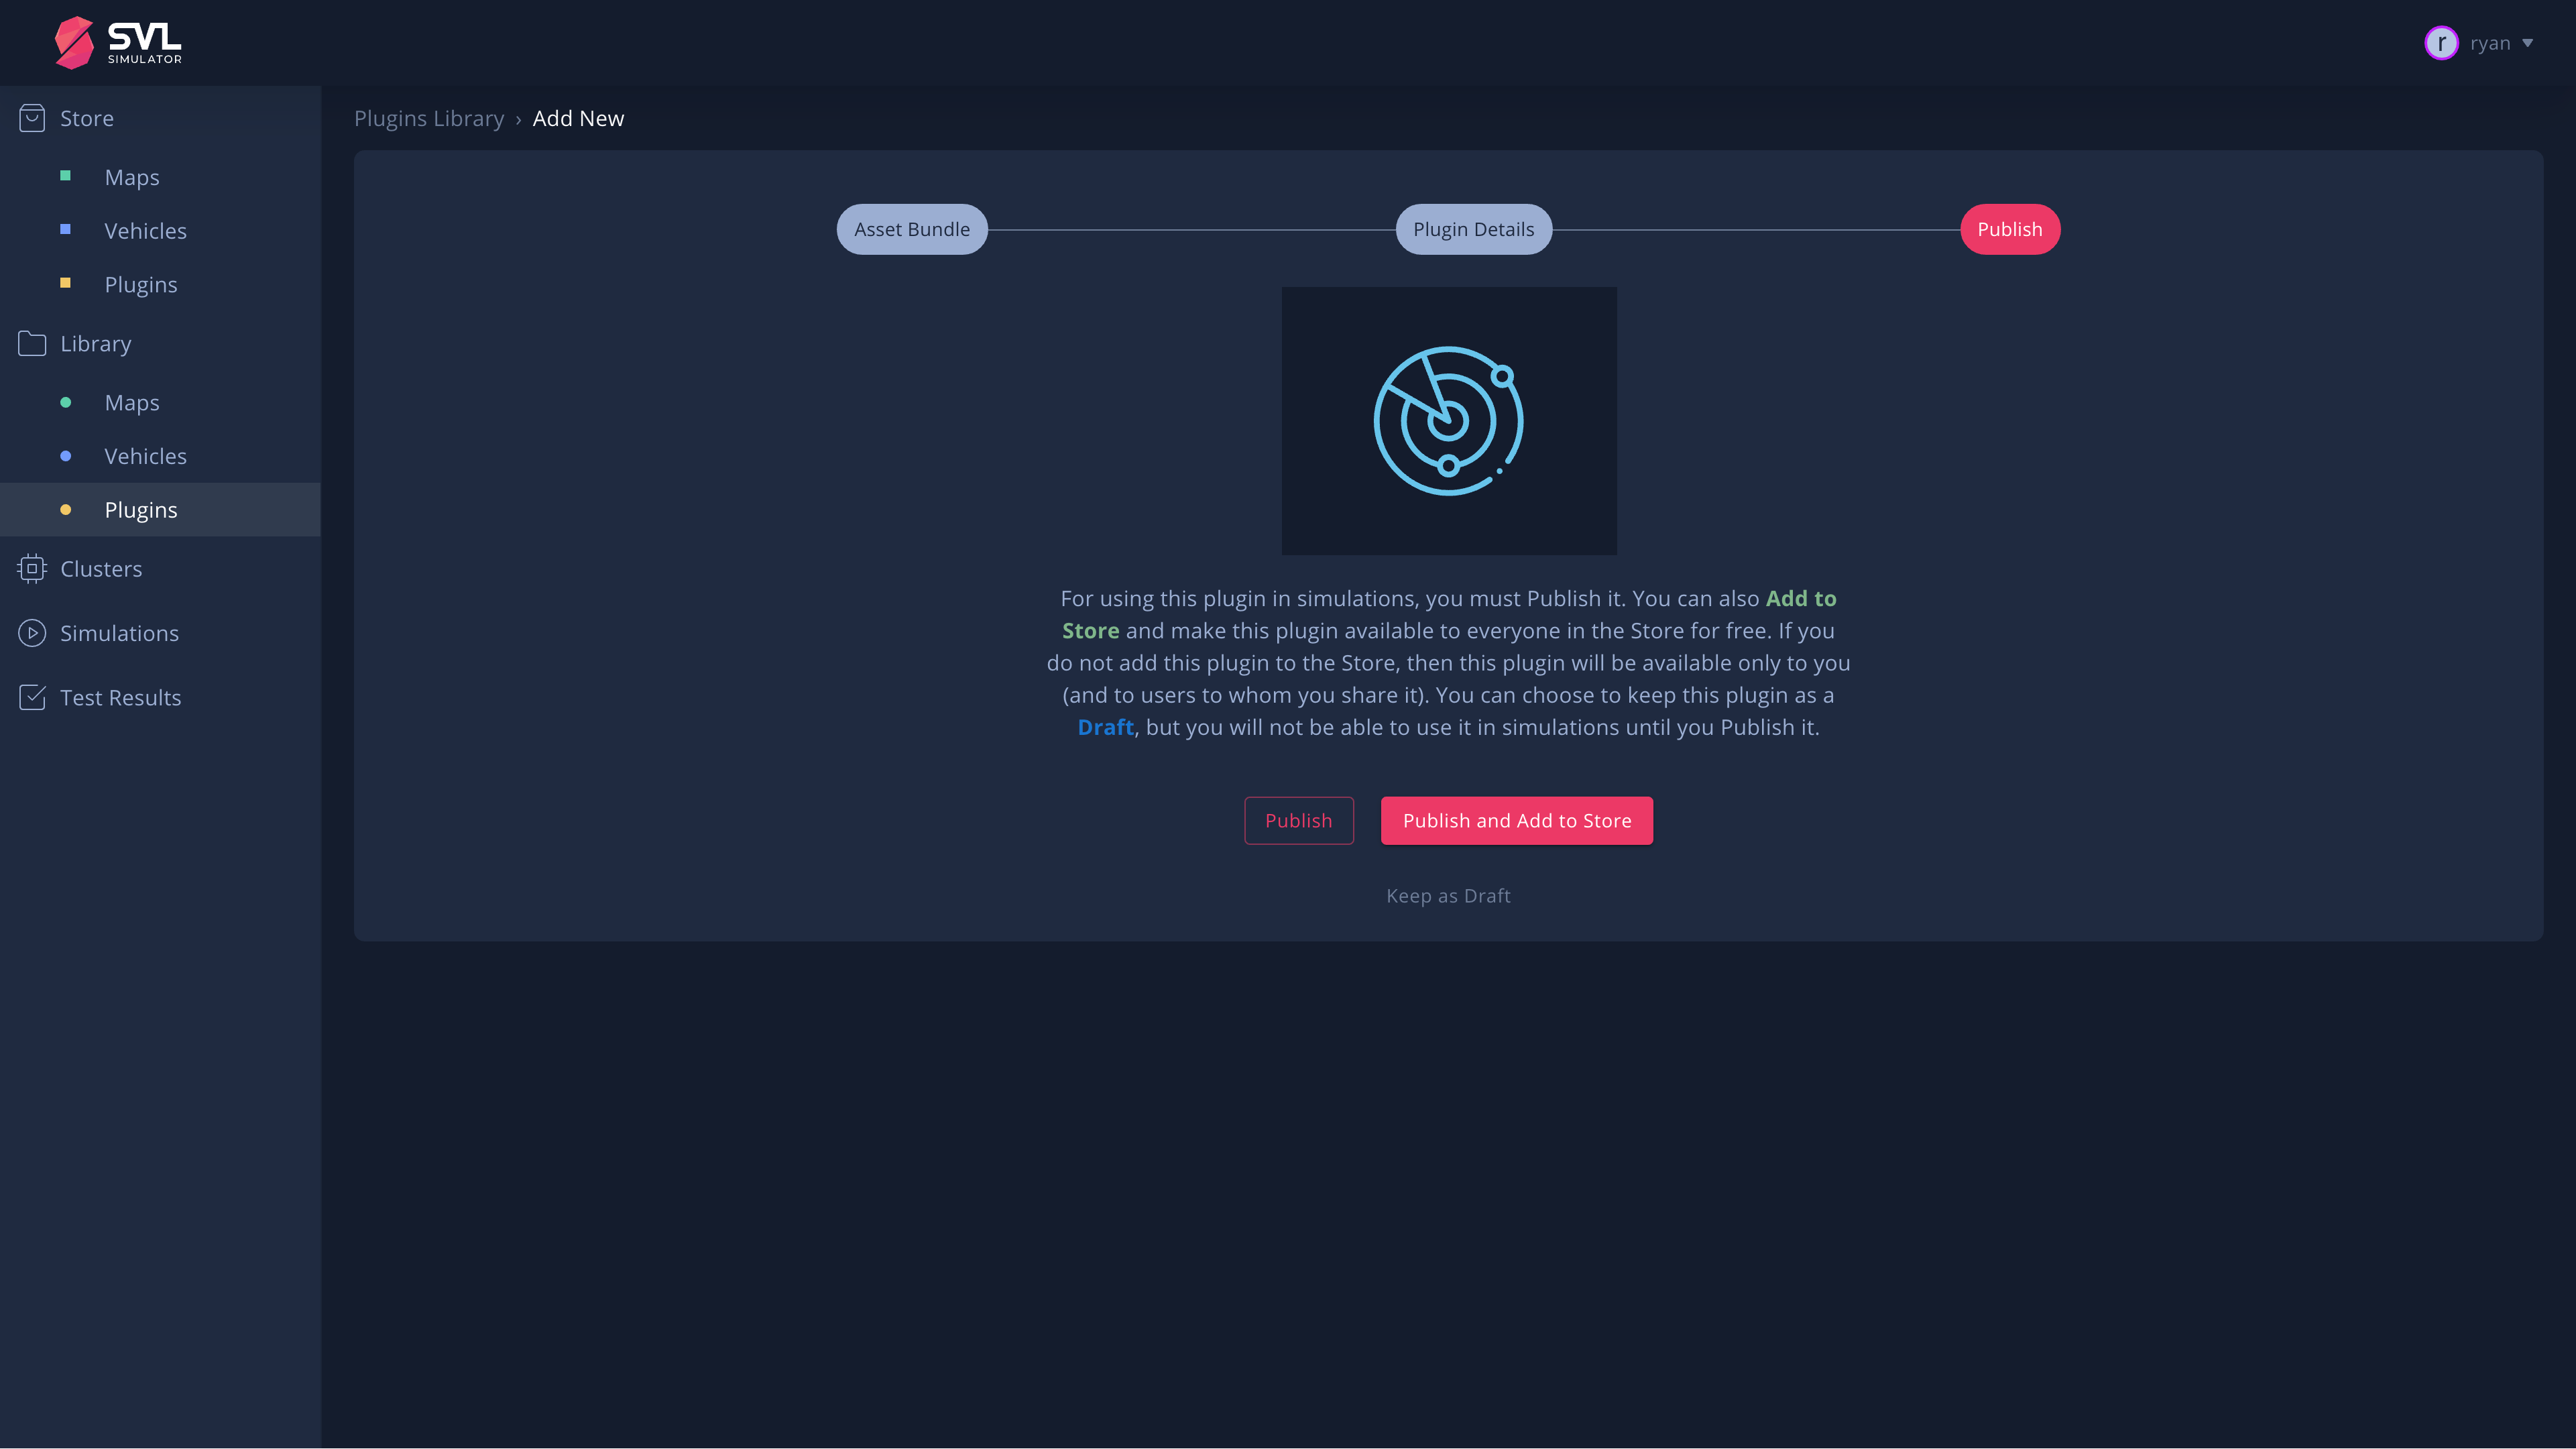 SVL
SIMULATOR
r ryan
Store
Maps
Vehicles
Plugins
Library
Maps
Vehicles
Plugins
Clusters
Simulations
Test Results
Plugins Library › Add New
Asset Bundle
Plugin Details
Publish
For using this plugin in simulations, you must Publish it. You can also Add to
Store and make this plugin available to everyone in the Store for free. If you
do not add this plugin to the Store, then this plugin will be available only to you
(and to users to whom you share it). You can choose to keep this plugin as a
Draft, but you will not be able to use it in simulations until you Publish it.
Publish
Publish and Add to Store
Keep as Draft